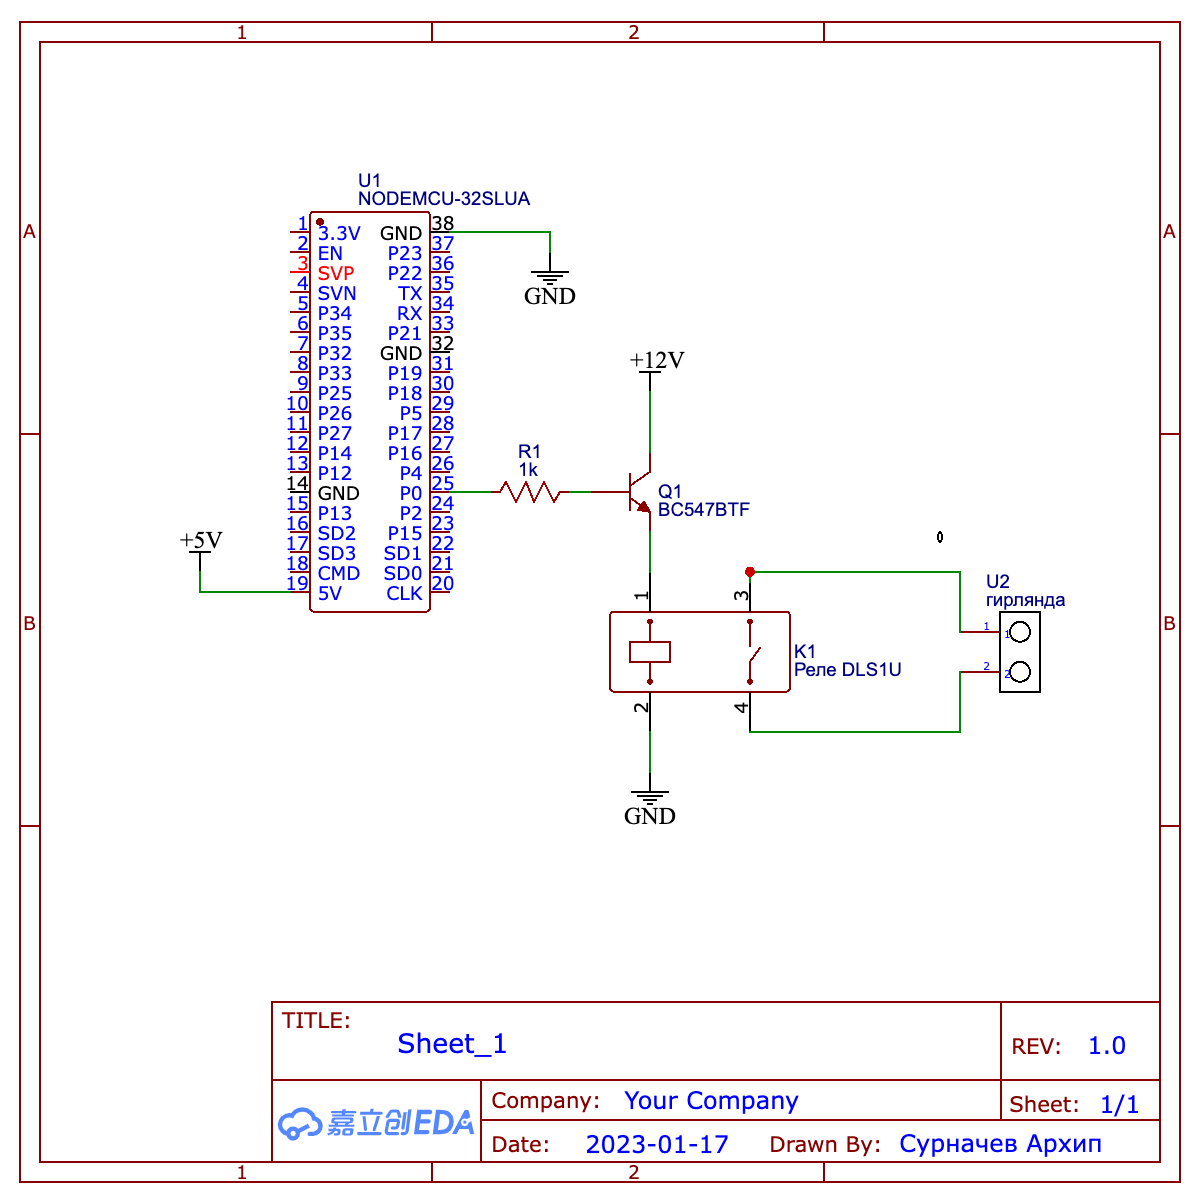 1
2
A
A
U1
NODEMCU-32SLUA
1 3.3V GND 38
2 EN P23 37
3 SVP P22 36
4 SVN TX 35
5 P34 RX 34
6 P35 P21 33
7 P32 GND 32
8 P33 P19 31
9 P25 P18 30
10 P26 P5 29
11 P27 P17 28
12 P14 P16 27
13 P12 P4 26
14 GND P0 25
15 P13 P2 24
16 SD2 P15 23
17 SD3 SD1 22
18 CMD SD0 21
19 5V CLK 20
GND
+12V
R1
1k
Q1
BC547BTF
+5V
0
1
3
U2
гирлянда
1 1
2 2
K1
Реле DLS1U
2
4
GND
B
B
TITLE:
Sheet_1
REV: 1.0
嘉立创EDA
Company: Your Company
Sheet: 1/1
Date: 2023-01-17
Drawn By: Сурначев Архип
1
2